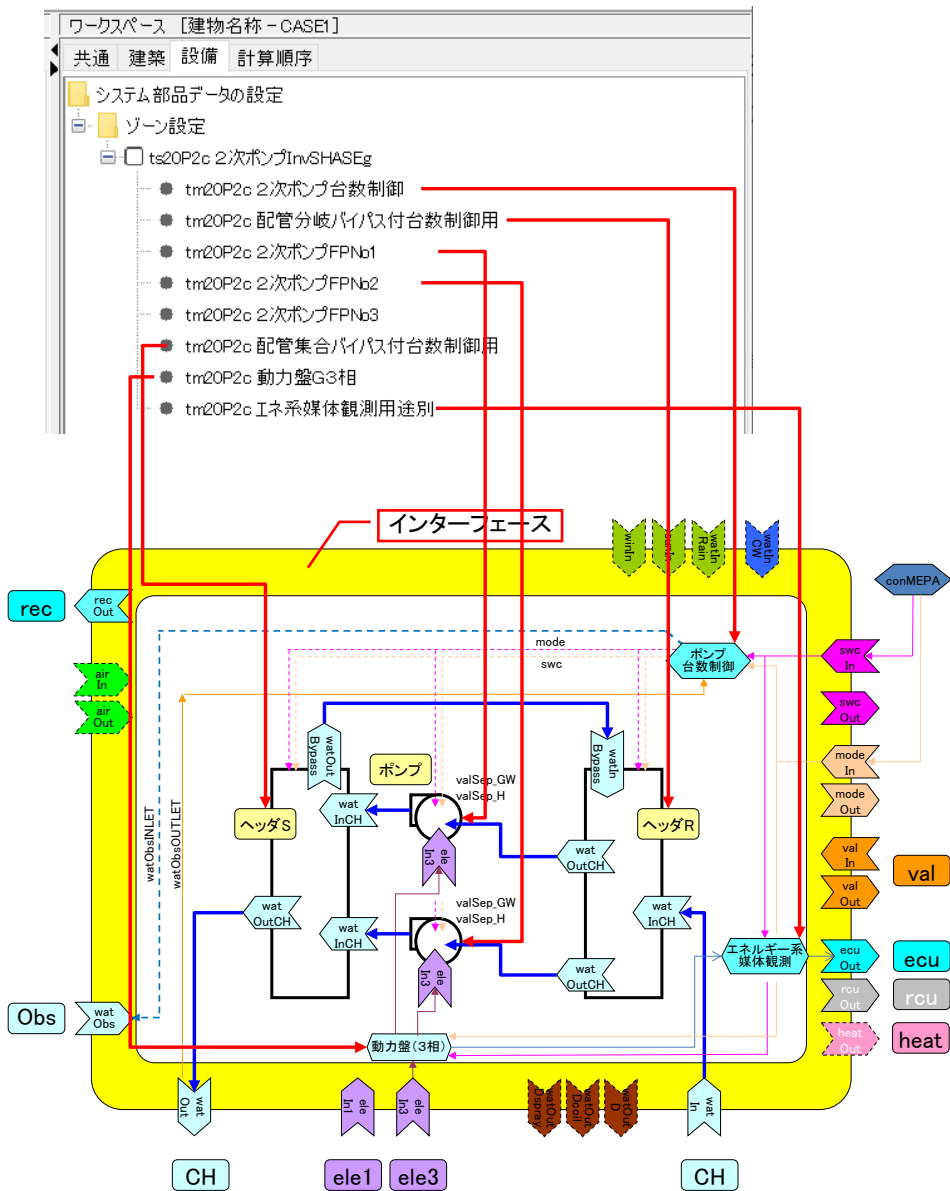 ワークスペース [建物名称-CASE1]
共通 建築 設備 計算順序
システム部品データの設定
ゾーン設定
ts20P2c 2次ポンプInvSHASEg
tm20P2c 2次ポンプ台数制御
tm20P2c 配管分岐バイパス付台数制御用
tm20P2c 2次ポンプFPNo1
tm20P2c 2次ポンプFPNo2
tm20P2c 2次ポンプFPNo3
tm20P2c 配管集合バイパス付台数制御用
tm20P2c 動力盤G3相
tm20P2c エネ系媒体観測用途別
インターフェース
winIn
watIn
Rain
watIn
CW
conMEPA
rec
rec
Out
air
In
air
Out
mode
swc
ポンプ
台数制御
swc
In
swc
Out
mode
In
mode
Out
val
In
val
Out
val
watOut
Bypass
watIn
Bypass
ポンプ
valSep_GW
valSep_H
ヘッダS
wat
InCH
ele
In3
ヘッダR
wat
OutCH
watObsINLET
watObsOUTLET
wat
OutCH
wat
InCH
valSep_GW
valSep_H
ele
In3
wat
OutCH
wat
InCH
エネルギー系
媒体観測
ecu
Out
ecu
rcu
Out
rcu
heat
Out
heat
Obs
wat
Obs
動力盤(3相)
wat
Out
ele
In1
ele
In3
watOut
Dspray
watOut
Dcoil
watOut
D
wat
In
CH
ele1
ele3
CH